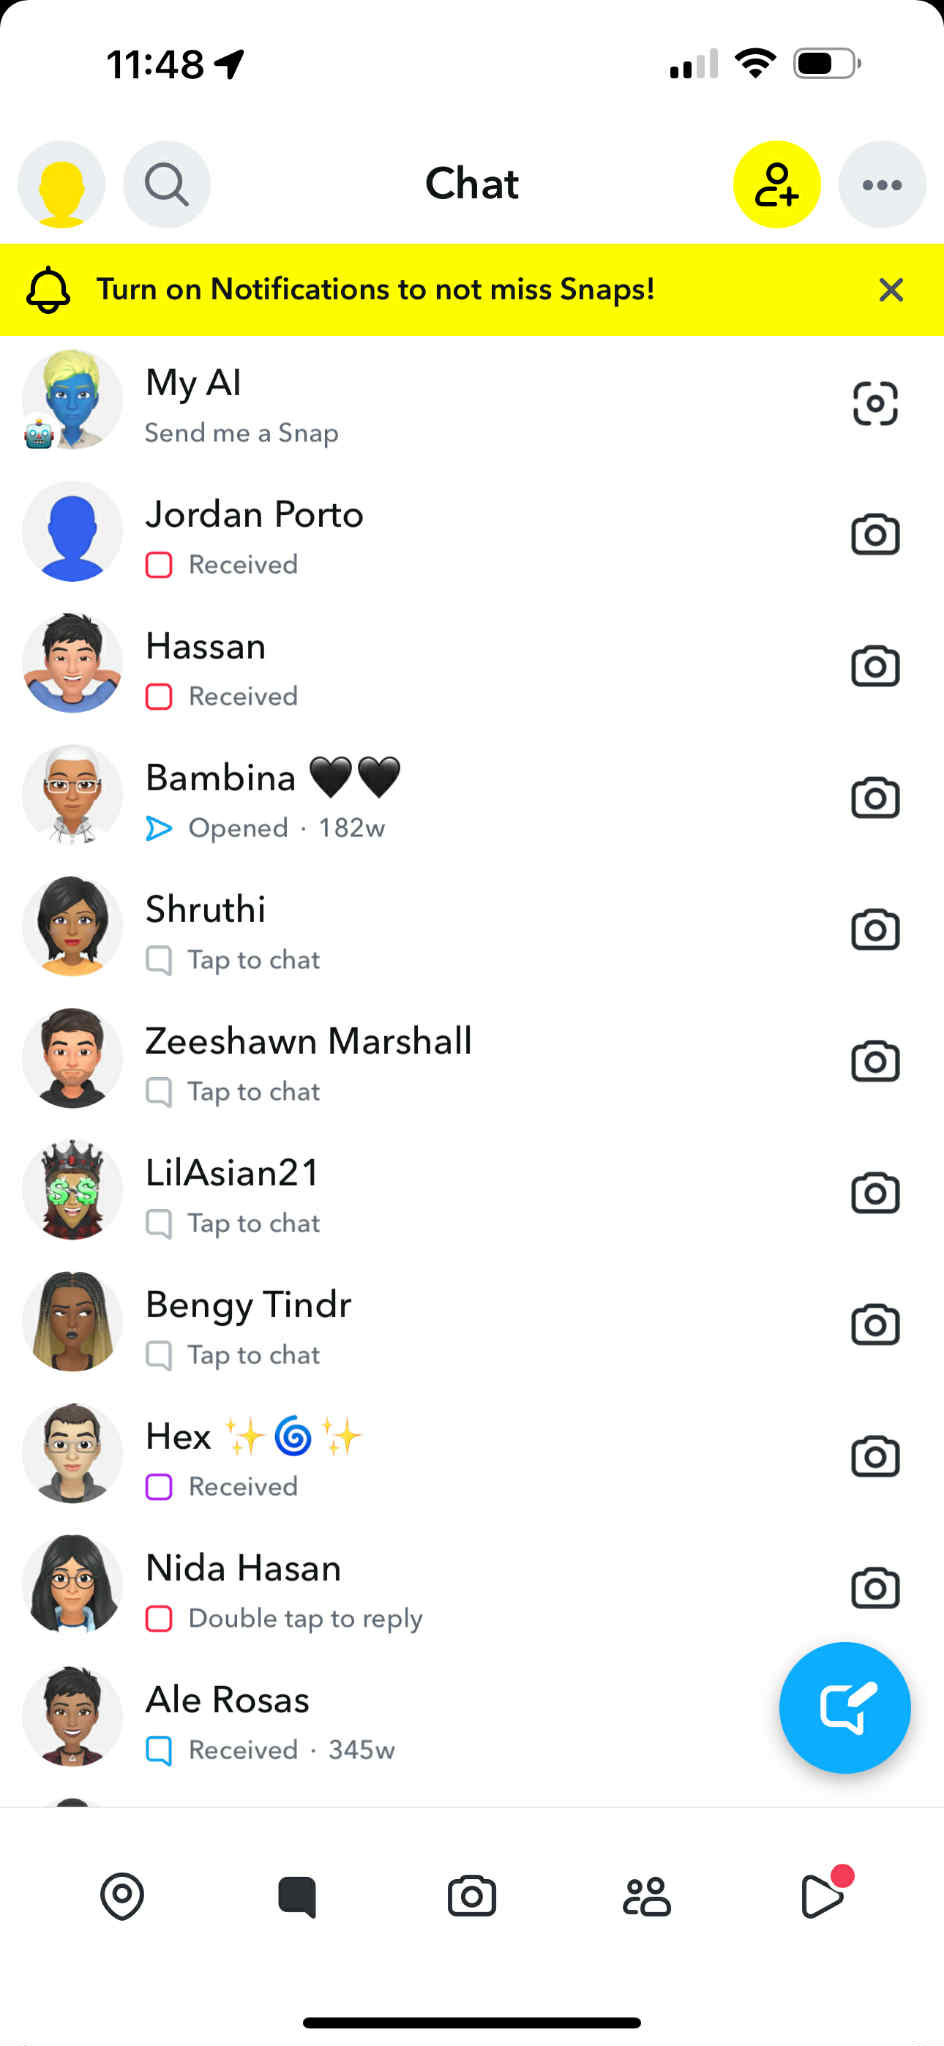 11:48
Chat
Turn on Notifications to not miss Snaps!
My AI
Send me a Snap
Jordan Porto
Received
Hassan
Received
Bambina 🖤🖤
Opened · 182w
Shruthi
Tap to chat
Zeeshawn Marshall
Tap to chat
LilAsian21
Tap to chat
Bengy Tindr
Tap to chat
Hex ✨🌀✨
Received
Nida Hasan
Double tap to reply
Ale Rosas
Received · 345w